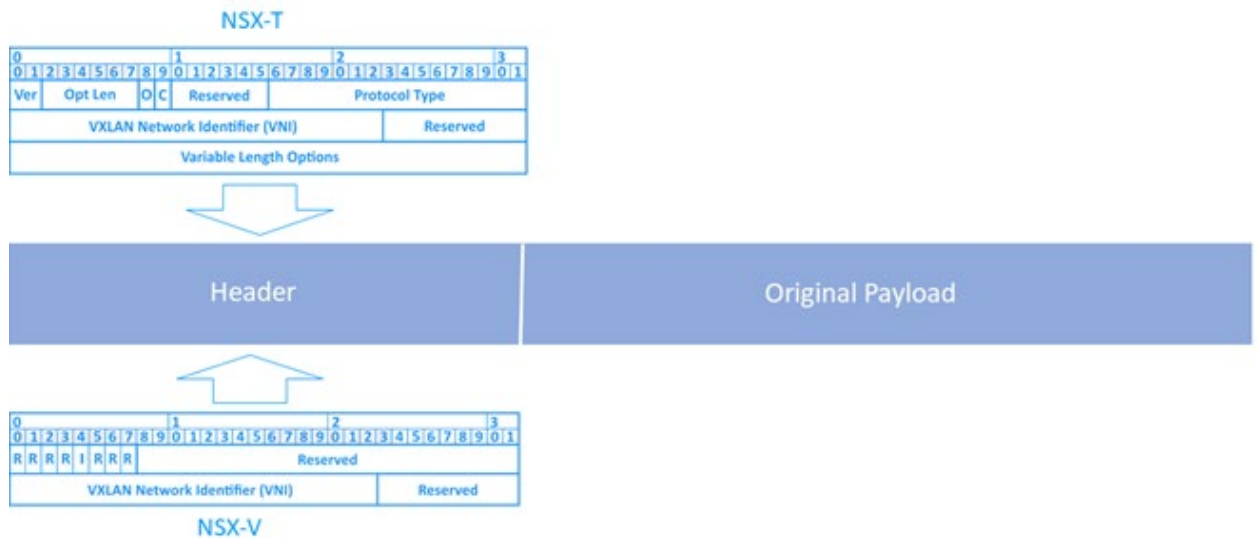 NSX-T
0 1 2 3
0 1 2 3 4 5 6 7 8 9 0 1 2 3 4 5 6 7 8 9 0 1 2 3 4 5 6 7 8 9 0 1
Ver Opt Len O C Reserved Protocol Type
VXLAN Network Identifier (VNI) Reserved
Variable Length Options
Header Original Payload
0 1 2 3
0 1 2 3 4 5 6 7 8 9 0 1 2 3 4 5 6 7 8 9 0 1 2 3 4 5 6 7 8 9 0 1
R R R R I R R R Reserved
VXLAN Network Identifier (VNI) Reserved
NSX-V